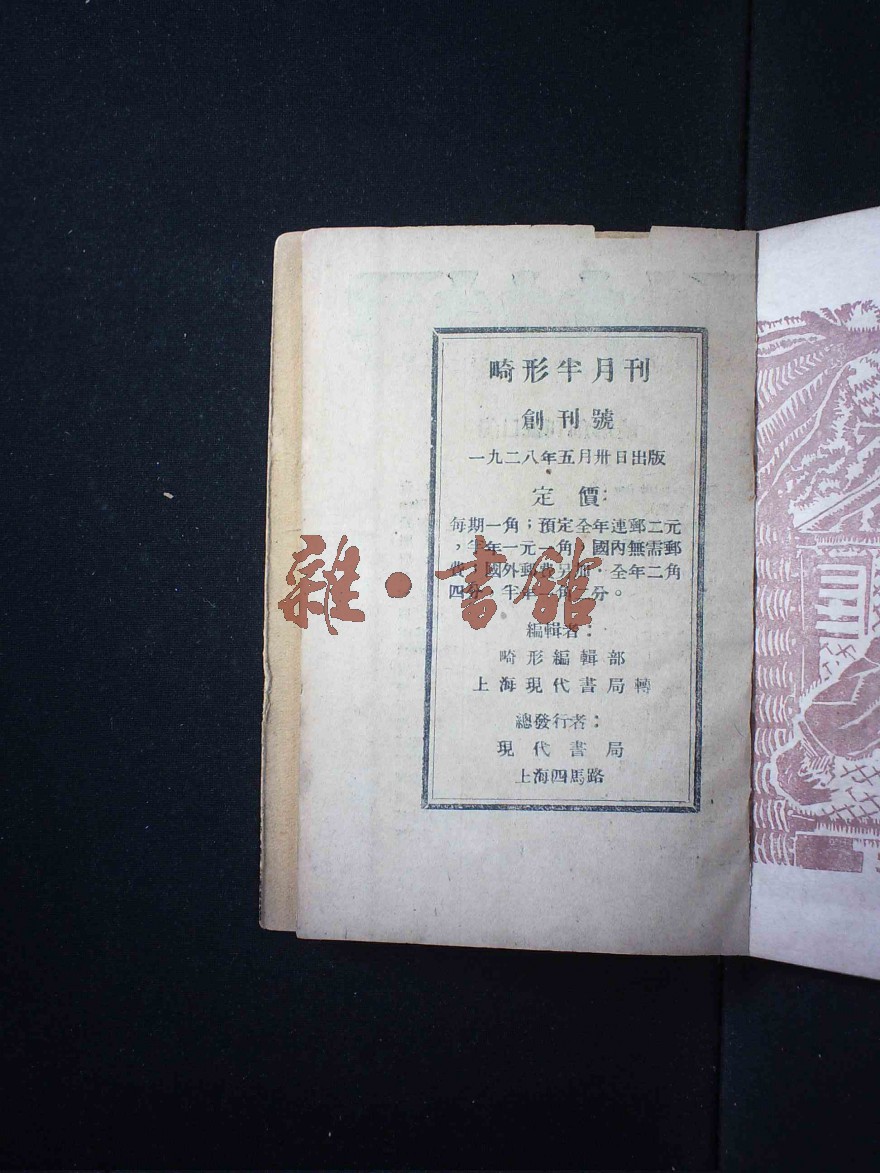 畸形半月刊
創刊號
一九二八年五月卅日出版
定價：
每期一角；預定全年連郵二元
，半年一元一角，國內無需郵
費；國外郵費另加，全年二角
四分，半年一角二分。
編輯者：
畸形編輯部
上海現代書局轉
總發行者：
現代書局
上海四馬路
雜·書館